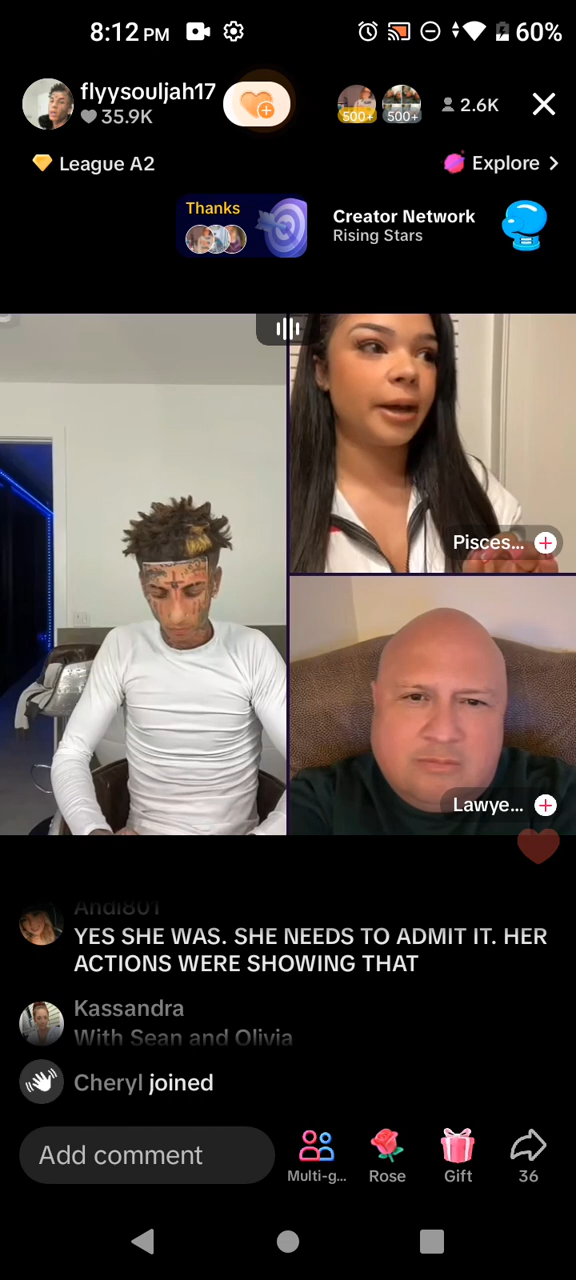 8:12 PM
60%
flyysouljah17
35.9K
500+
500+
2.6K
League A2
Explore >
Thanks
Creator Network
Rising Stars
Pisces...
Lawye...
Andi801
YES SHE WAS. SHE NEEDS TO ADMIT IT. HER
ACTIONS WERE SHOWING THAT
Kassandra
With Sean and Olivia
Cheryl joined
Add comment
Multi-g...
Rose
Gift
36